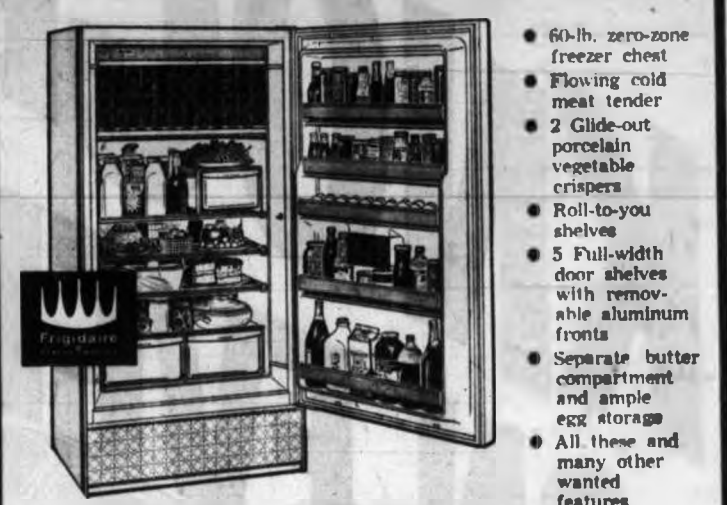 60-lb. zero-zone
freezer chest
Flowing cold
meat tender
2 Glide-out
porcelain
vegetable
crispers
Roll-to-you
shelves
5 Full-width
door shelves
with remov-
able aluminum
fronts
Separate butter
compartment
and ample
egg storage
All these and
many other
wanted
features
Frigidaire